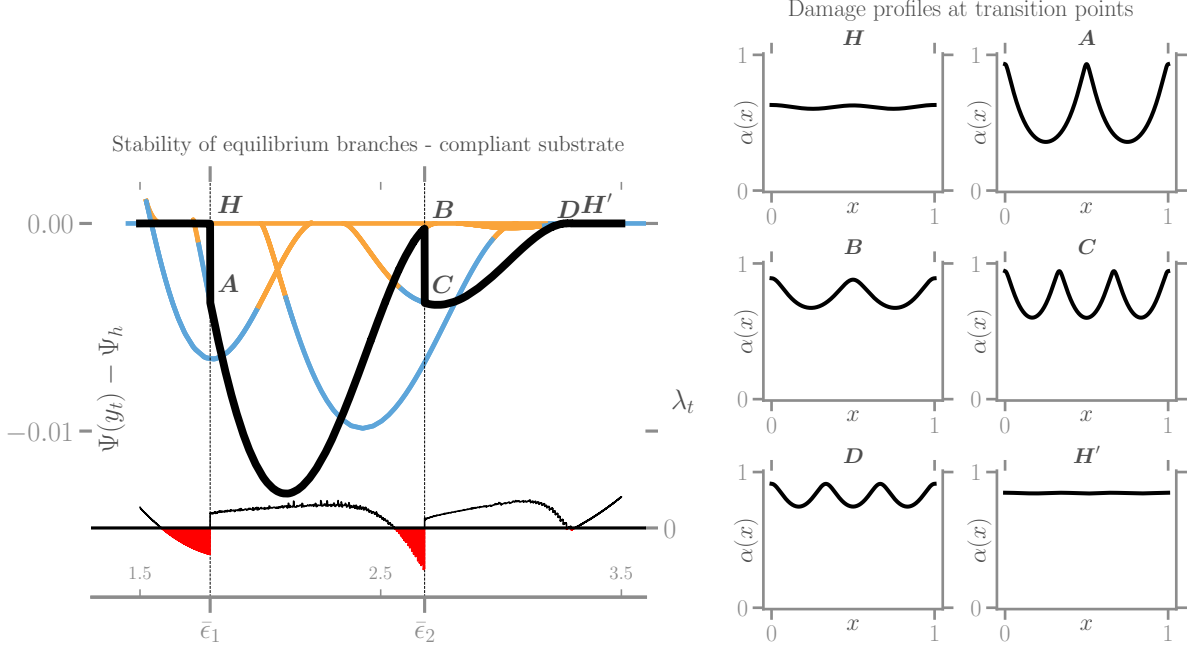 Damage profiles at transition points
Stability of equilibrium branches - compliant substrate
H
A
B
C
D
H′
0.00
−0.01
Ψ(y_t) − Ψ_h
λ_t
0
1.5
2.5
3.5
ϵ̄_1
ϵ̄_2
H
1
α(x)
0
0
x
1
A
1
α(x)
0
0
x
1
B
1
α(x)
0
0
x
1
C
1
α(x)
0
0
x
1
D
1
α(x)
0
0
x
1
H′
1
α(x)
0
0
x
1